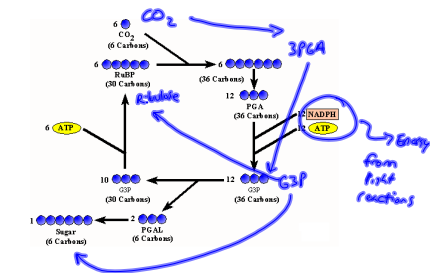 CO2
6
CO2
(6 Carbons)
6
RuBP
(30 Carbons)
6
(36 Carbons)
3PGA
12
PGA
(36 Carbons)
R-bulose
12 NADPH
12 ATP
Energy
from
light
reactions
6 ATP
10
G3P
(30 Carbons)
12
G3P
(36 Carbons)
G3P
1
Sugar
(6 Carbons)
2
PGAL
(6 Carbons)